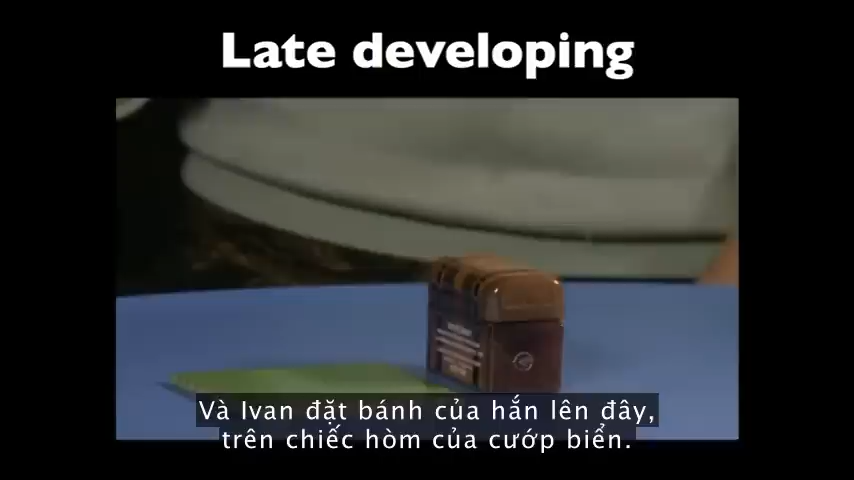 Late developing
Và Ivan đặt bánh của hắn lên đây,
trên chiếc hòm của cướp biển.